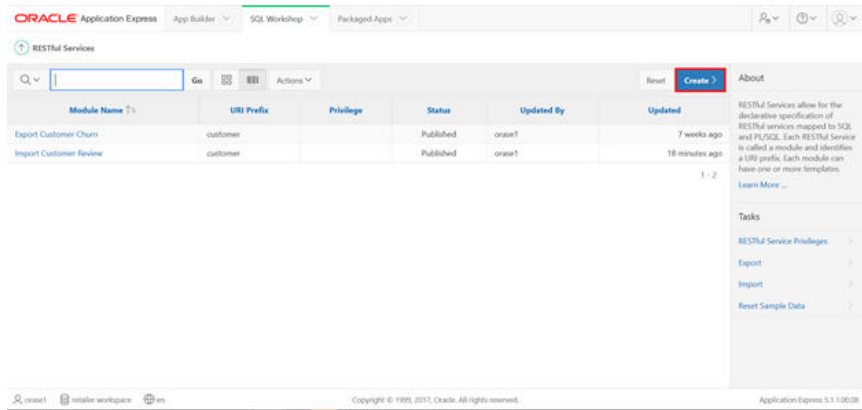 ORACLE Application Express App Builder SQL Workshop Packaged Apps
RESTful Services
Go Actions Reset Create >
Module Name URI Prefix Privilege Status Updated By Updated
Export Customer Churn customer Published orase1 7 weeks ago
Import Customer Review customer Published orase1 18 minutes ago
1 - 2
About
RESTful Services allow for the
declarative specification of
RESTful services mapped to SQL
and PL/SQL. Each RESTful Service
is called a module and identifies
a URI prefix. Each module can
have one or more templates.
Learn More ...
Tasks
RESTful Service Privileges
Export
Import
Reset Sample Data
orase1 retailer workspace en Copyright © 1999, 2017, Oracle. All rights reserved. Application Express 5.1.1.00.08